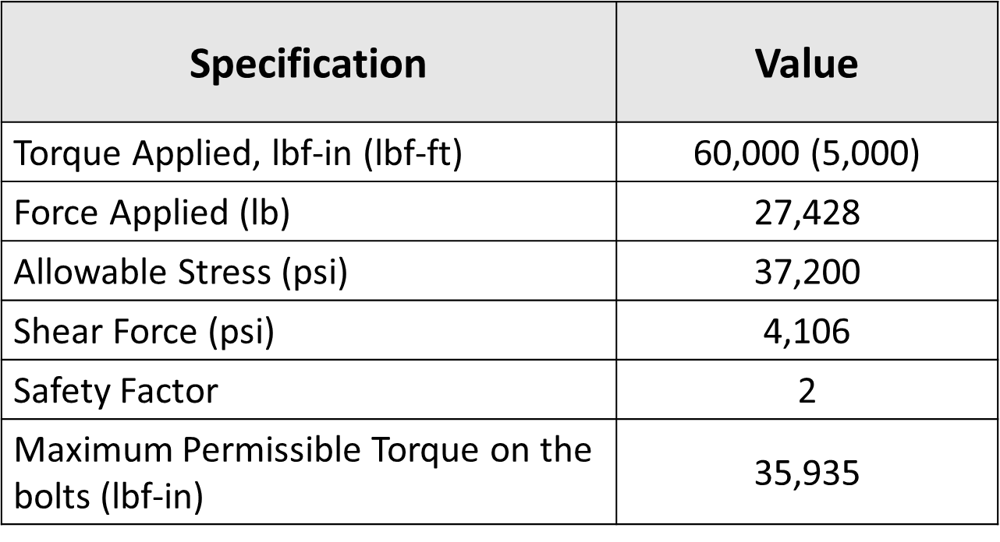 Specification Value
Torque Applied, lbf-in (lbf-ft) 60,000 (5,000)
Force Applied (lb) 27,428
Allowable Stress (psi) 37,200
Shear Force (psi) 4,106
Safety Factor 2
Maximum Permissible Torque on the
bolts (lbf-in) 35,935